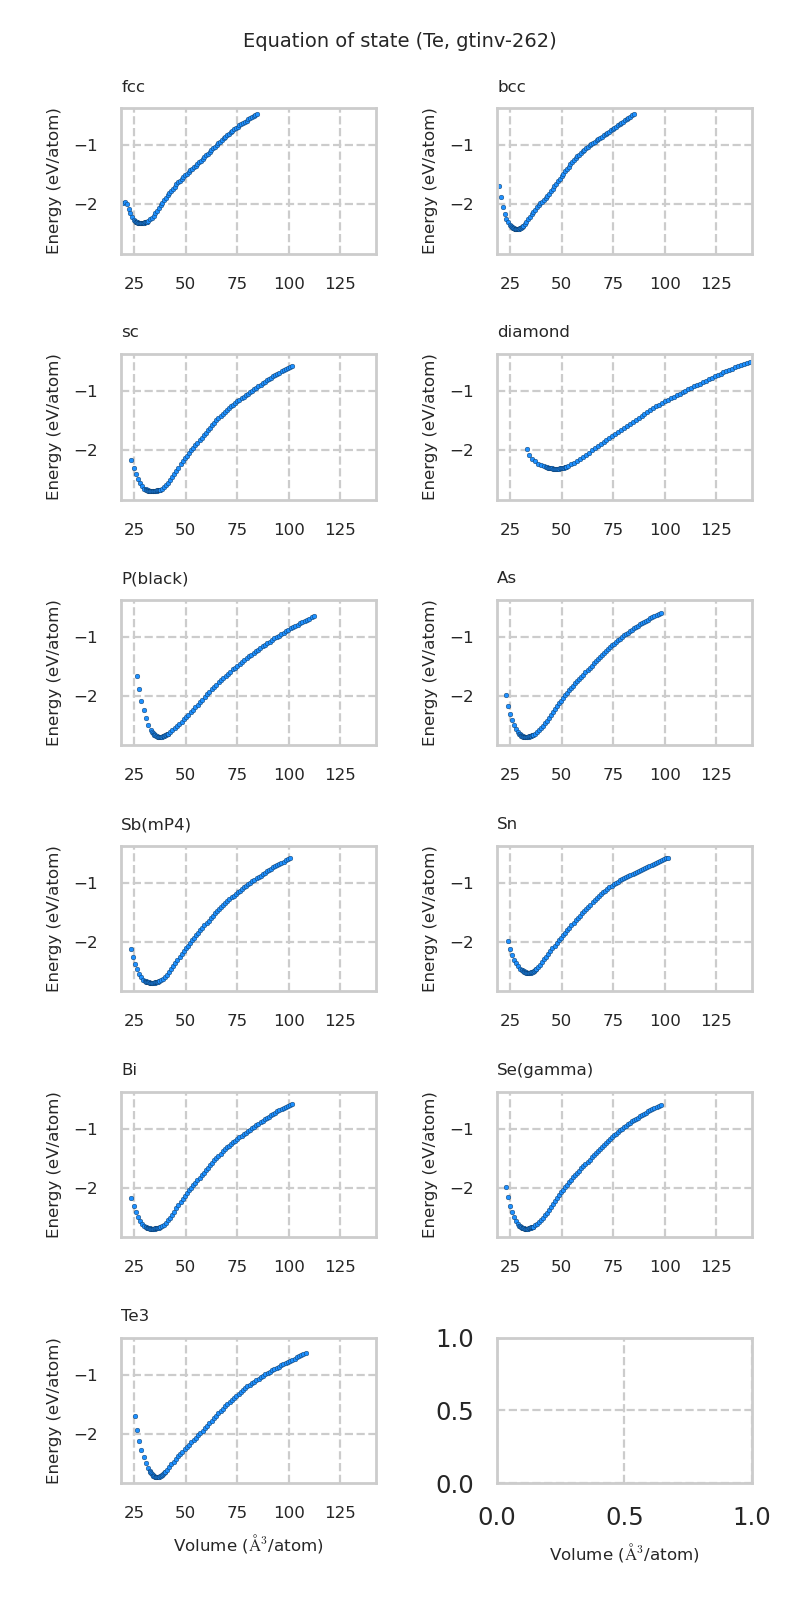 Equation of state (Te, gtinv-262)
fcc
Energy (eV/atom)
−1
−2
25 50 75 100 125
bcc
Energy (eV/atom)
−1
−2
25 50 75 100 125
sc
Energy (eV/atom)
−1
−2
25 50 75 100 125
diamond
Energy (eV/atom)
−1
−2
25 50 75 100 125
P(black)
Energy (eV/atom)
−1
−2
25 50 75 100 125
As
Energy (eV/atom)
−1
−2
25 50 75 100 125
Sb(mP4)
Energy (eV/atom)
−1
−2
25 50 75 100 125
Sn
Energy (eV/atom)
−1
−2
25 50 75 100 125
Bi
Energy (eV/atom)
−1
−2
25 50 75 100 125
Se(gamma)
Energy (eV/atom)
−1
−2
25 50 75 100 125
Te3
Energy (eV/atom)
−1
−2
25 50 75 100 125
Volume (Å³/atom)
1.0
0.5
0.0
0.0 0.5 1.0
Volume (Å³/atom)